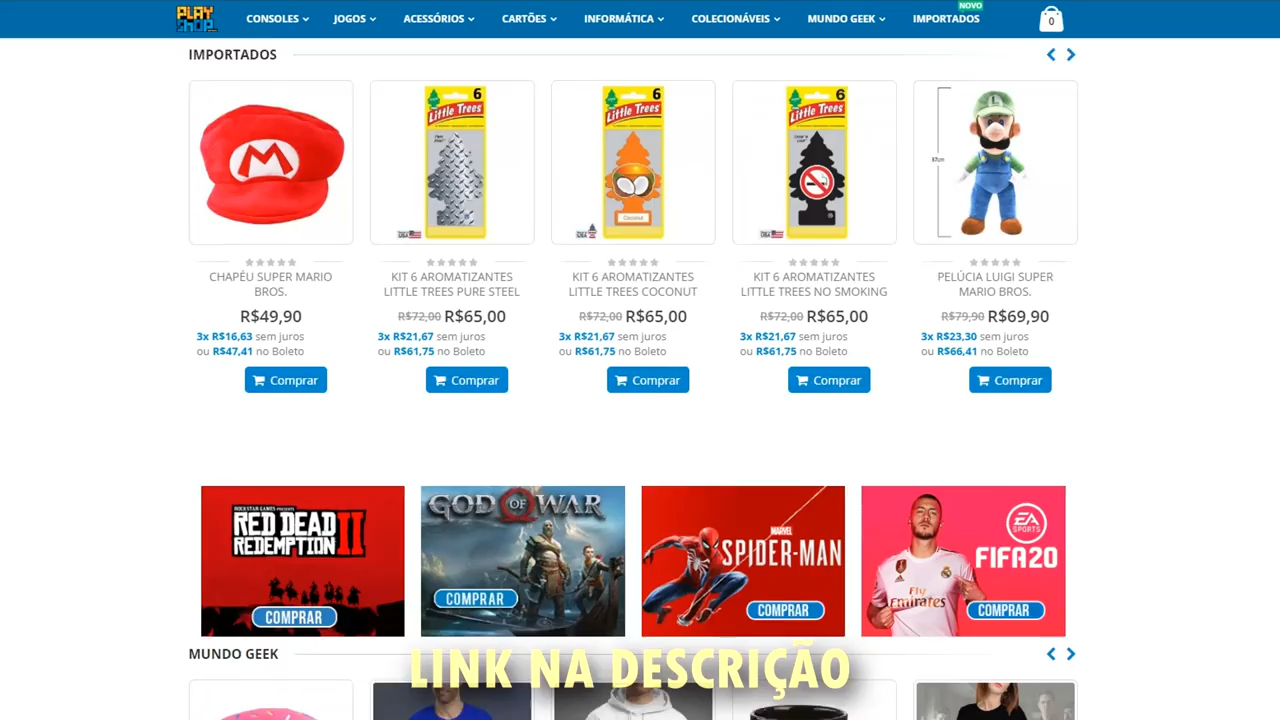 PLAY SHOP
CONSOLES
JOGOS
ACESSÓRIOS
CARTÕES
INFORMÁTICA
COLECIONÁVEIS
MUNDO GEEK
IMPORTADOS
NOVO
0
IMPORTADOS
M
6
Little Trees
6
Little Trees
Coconut
6
Little Trees
L
CHAPÉU SUPER MARIO
BROS.
R$49,90
3x R$16,63 sem juros
ou R$47,41 no Boleto
Comprar
KIT 6 AROMATIZANTES
LITTLE TREES PURE STEEL
R$72,00 R$65,00
3x R$21,67 sem juros
ou R$61,75 no Boleto
Comprar
KIT 6 AROMATIZANTES
LITTLE TREES COCONUT
R$72,00 R$65,00
3x R$21,67 sem juros
ou R$61,75 no Boleto
Comprar
KIT 6 AROMATIZANTES
LITTLE TREES NO SMOKING
R$72,00 R$65,00
3x R$21,67 sem juros
ou R$61,75 no Boleto
Comprar
PELÚCIA LUIGI SUPER
MARIO BROS.
R$79,90 R$69,90
3x R$23,30 sem juros
ou R$66,41 no Boleto
Comprar
ROCKSTAR GAMES PRESENTS
RED DEAD
REDEMPTION II
COMPRAR
GOD OF WAR
COMPRAR
MARVEL
SPIDER-MAN
COMPRAR
EA
SPORTS
FIFA20
Fly
Emirates
COMPRAR
MUNDO GEEK
LINK NA DESCRIÇÃO